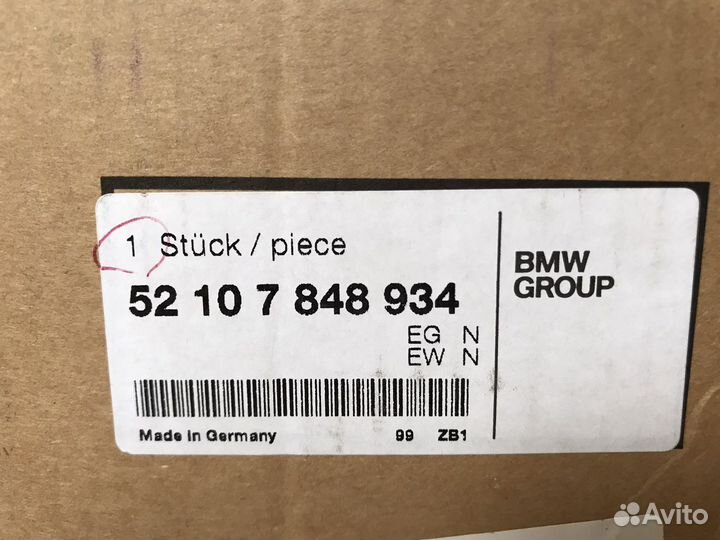 1 Stück / piece
52 10 7 848 934
EG N
EW N
Made in Germany 99 ZB1
BMW
GROUP
Avito